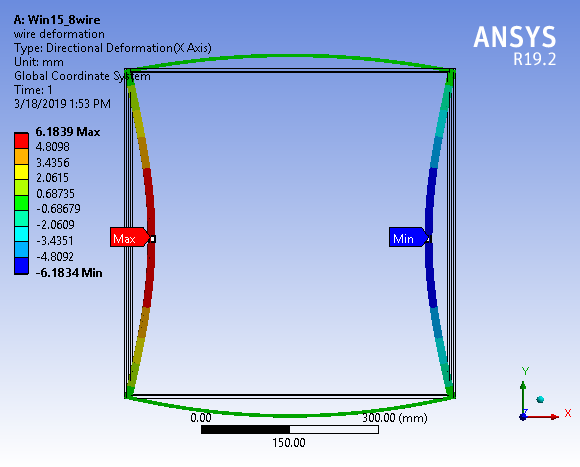 A: Win15_8wire
wire deformation
Type: Directional Deformation(X Axis)
Unit: mm
Global Coordinate System
Time: 1
3/18/2019 1:53 PM
ANSYS
R19.2
6.1839 Max
4.8098
3.4356
2.0615
0.68735
-0.68679
-2.0609
-3.4351
-4.8092
-6.1834 Min
Max
Min
0.00
300.00 (mm)
150.00
Y
Z
X